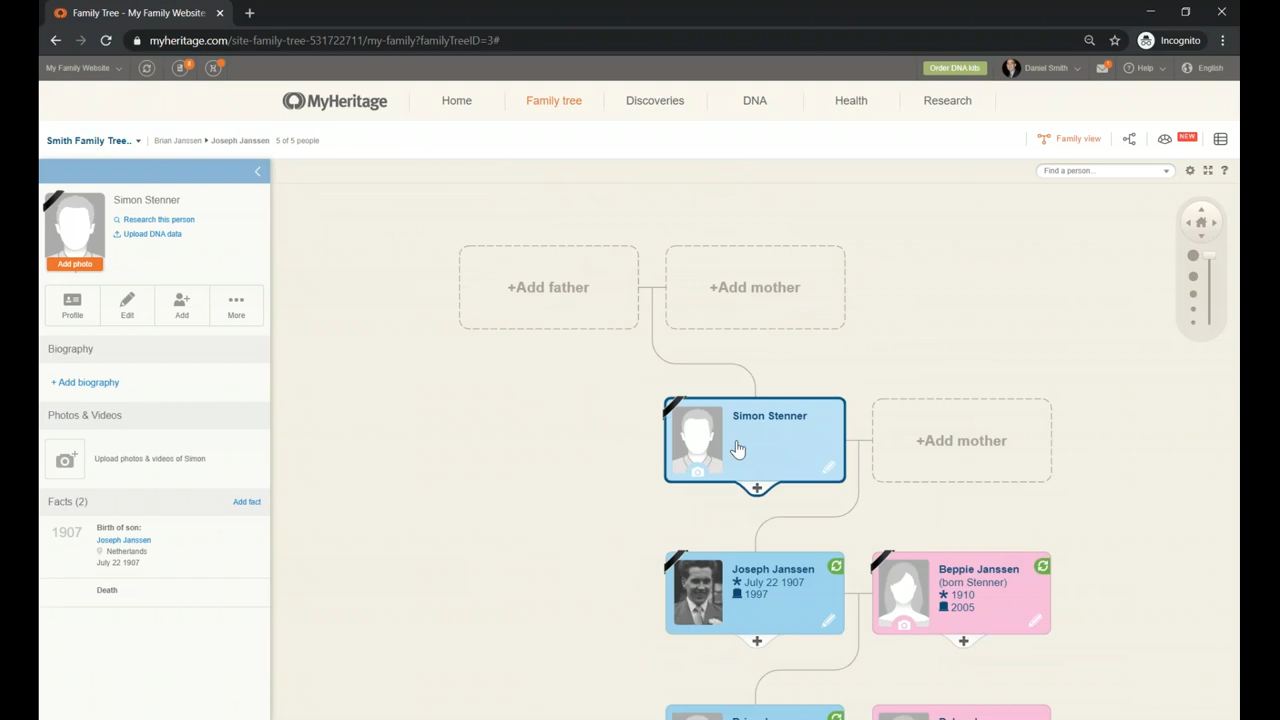 Family Tree - My Family Website
myheritage.com/site-family-tree-531722711/my-family?familyTreeID=3#
Incognito
My Family Website
8
Order DNA kits
Daniel Smith
1
Help
English
MyHeritage
Home
Family tree
Discoveries
DNA
Health
Research
Smith Family Tree..
Brian Janssen
Joseph Janssen
5 of 5 people
Family view
NEW
Find a person...
?
Simon Stenner
Research this person
Upload DNA data
Add photo
Profile
Edit
Add
More
Biography
+ Add biography
Photos & Videos
Upload photos & videos of Simon
Facts (2)
Add fact
1907
Birth of son:
Joseph Janssen
Netherlands
July 22 1907
Death
+Add father
+Add mother
Simon Stenner
+Add mother
Joseph Janssen
July 22 1907
1997
Beppie Janssen
(born Stenner)
1910
2005